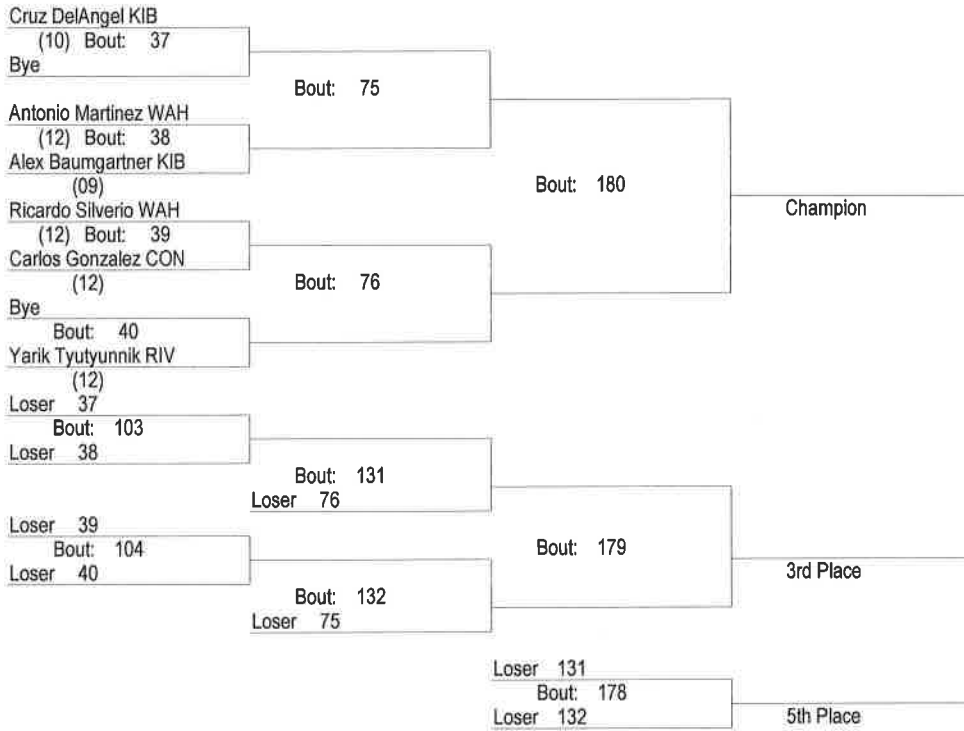 Cruz DelAngel KIB
(10) Bout: 37
Bye
Bout: 75
Antonio Martinez WAH
(12) Bout: 38
Alex Baumgartner KIB
(09)
Bout: 180
Champion
Ricardo Silverio WAH
(12) Bout: 39
Carlos Gonzalez CON
(12)
Bout: 76
Bye
Bout: 40
Yarik Tyutyunnik RIV
(12)
Loser 37
Bout: 103
Loser 38
Bout: 131
Loser 76
Loser 39
Bout: 104
Loser 40
Bout: 179
3rd Place
Bout: 132
Loser 75
Loser 131
Bout: 178
Loser 132
5th Place